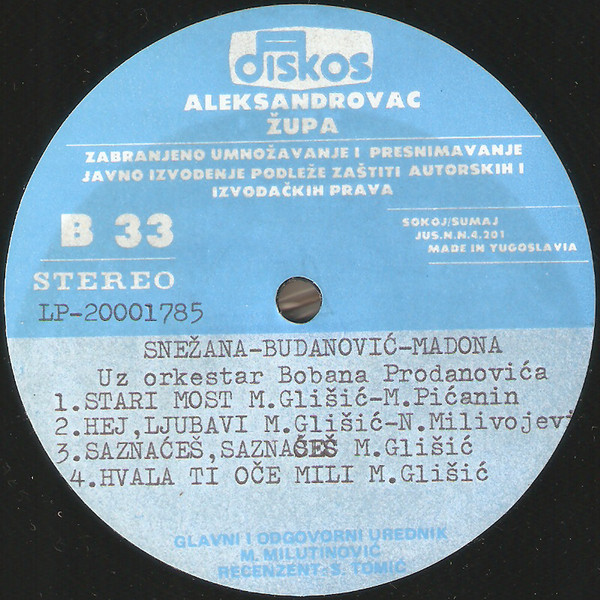 diskos
ALEKSANDROVAC
ŽUPA
ZABRANJENO UMNOŽAVANJE I PRESNIMAVANJE
JAVNO IZVOĐENJE PODLEŽE ZAŠTITI AUTORSKIH I
IZVOĐAČKIH PRAVA
B 33
SOKOJ/SUMAJ
JUS.N.N.4.201
MADE IN YUGOSLAVIA
STEREO
LP-20001785
SNEŽANA-BUDANOVIĆ-MADONA
Uz orkestar Bobana Prodanovića
1.STARI MOST M.Glišić-M.Pićanin
2.HEJ,LJUBAVI M.Glišić-N.Milivojevi
3.SAZNAĆEŠ,SAZNAĆEŠ M.Glišić
4.HVALA TI OČE MILI M.Glišić
GLAVNI I ODGOVORNI UREDNIK
M. MILUTINOVIĆ
RECENZENT- S. TOMIĆ